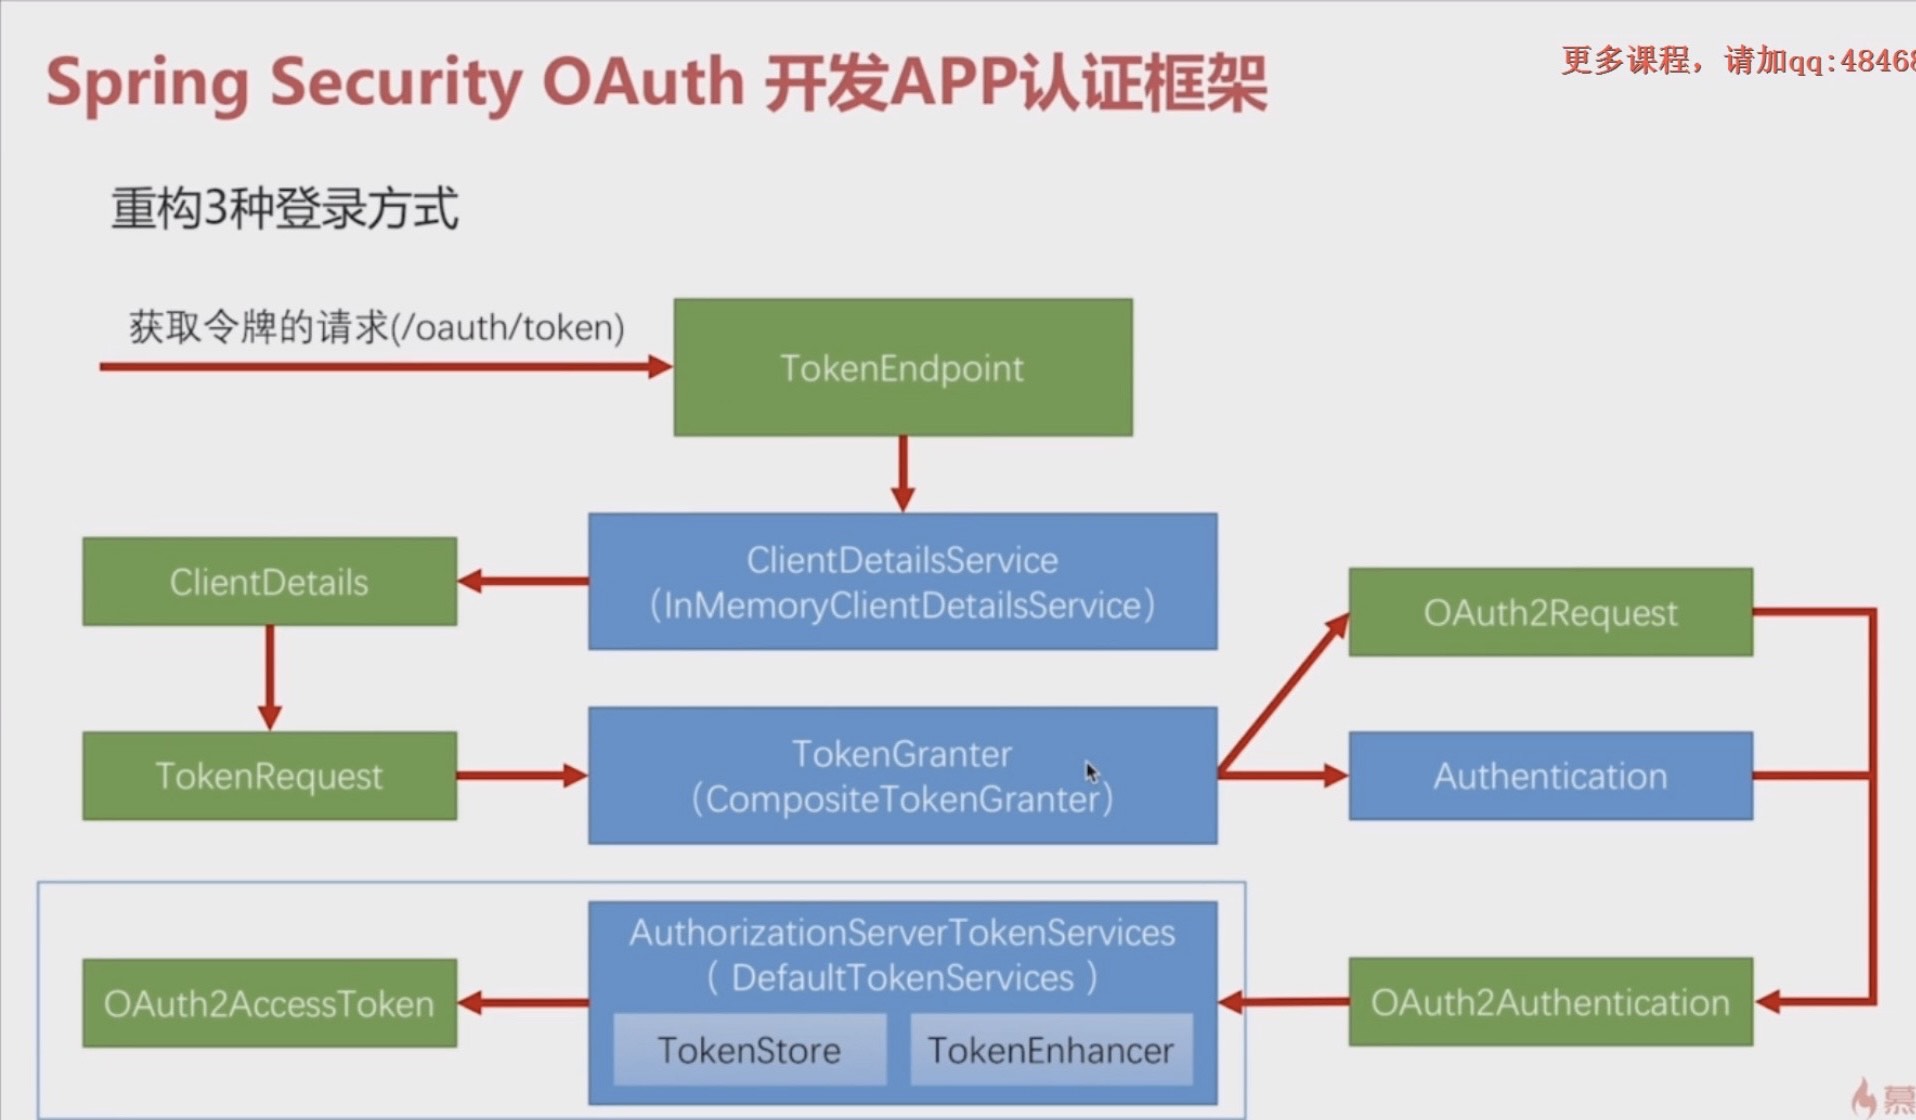 Spring Security OAuth 开发APP认证框架
更多课程，请加qq:48468
重构3种登录方式
获取令牌的请求(/oauth/token)
TokenEndpoint
ClientDetails
ClientDetailsService
（InMemoryClientDetailsService）
OAuth2Request
TokenRequest
TokenGranter
（CompositeTokenGranter）
Authentication
OAuth2AccessToken
AuthorizationServerTokenServices
（ DefaultTokenServices ）
TokenStore
TokenEnhancer
OAuth2Authentication
慕